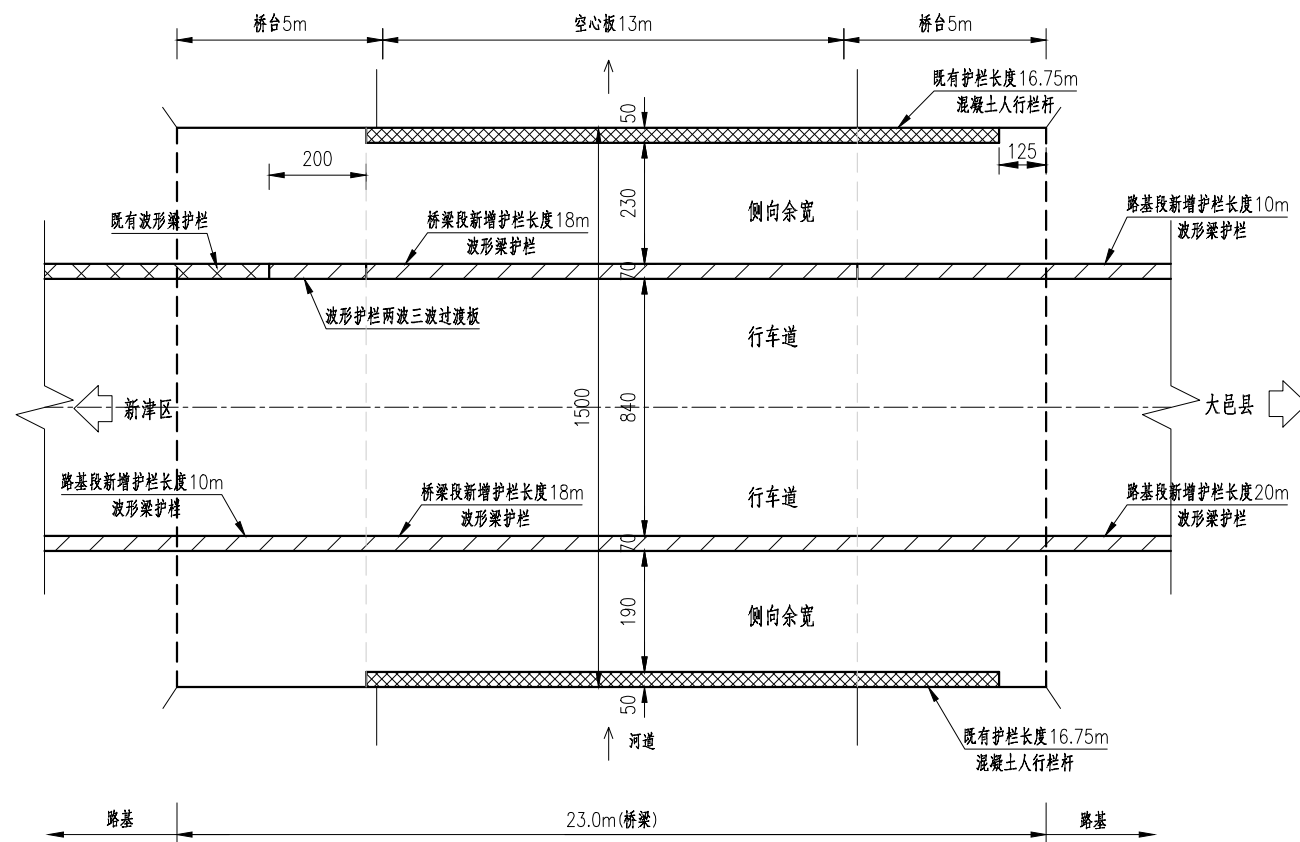 桥台5m
空心板13m
桥台5m
既有护栏长度16.75m
混凝土人行栏杆
50
200
125
230
侧向余宽
既有波形梁护栏
桥梁段新增护栏长度18m
波形梁护栏
路基段新增护栏长度10m
波形梁护栏
70
波形护栏两波三波过渡板
行车道
新津区
1500
840
大邑县
路基段新增护栏长度10m
波形梁护栏
桥梁段新增护栏长度18m
波形梁护栏
行车道
路基段新增护栏长度20m
波形梁护栏
70
190
侧向余宽
50
河道
既有护栏长度16.75m
混凝土人行栏杆
路基
23.0m(桥梁)
路基